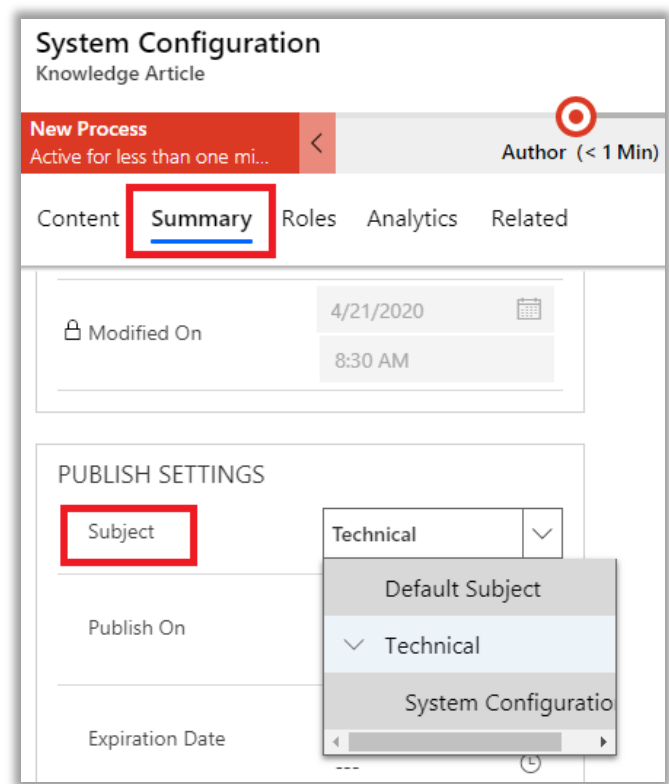 System Configuration
Knowledge Article
New Process
Active for less than one mi...
Author (< 1 Min)
Content Summary Roles Analytics Related
Modified On
4/21/2020
8:30 AM
PUBLISH SETTINGS
Subject
Technical
Default Subject
Publish On
Technical
System Configuratio
Expiration Date
---